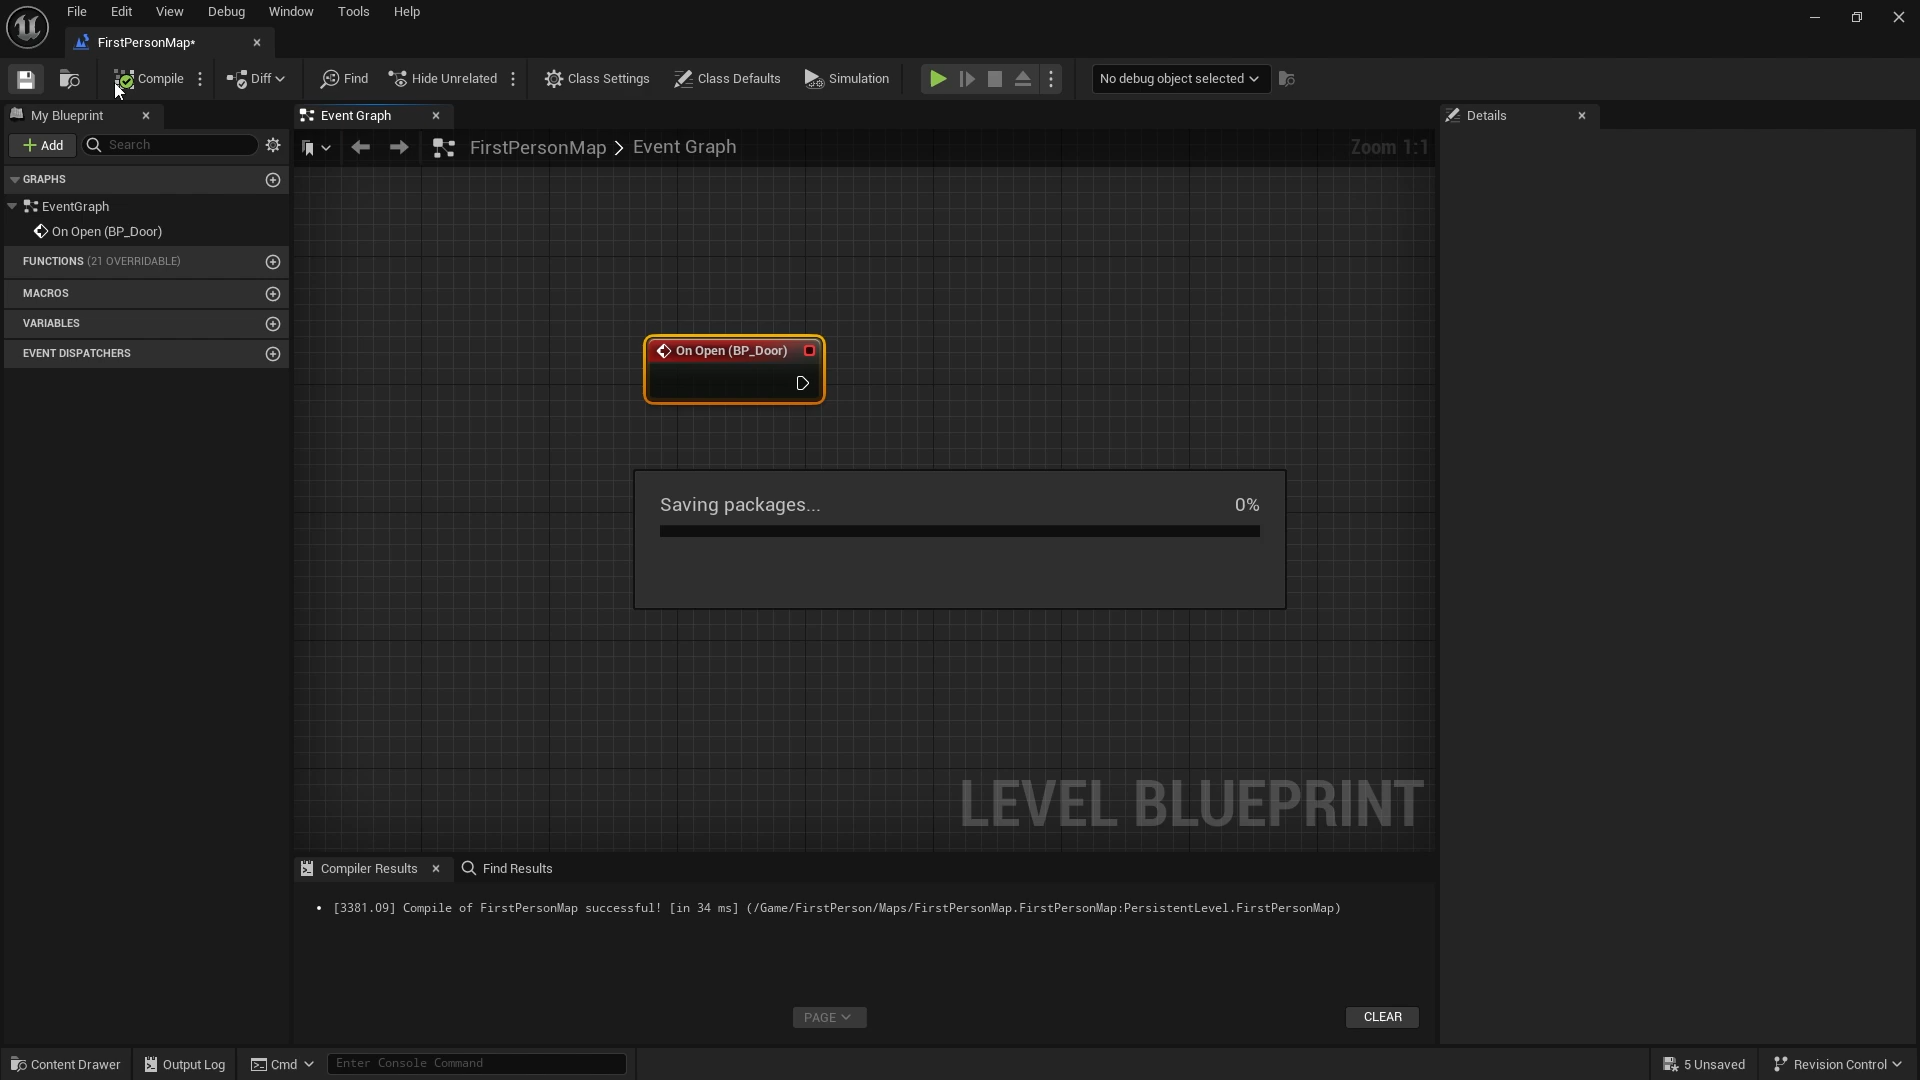 File Edit View Debug Window Tools Help
FirstPersonMap*
Compile Diff Find Hide Unrelated Class Settings Class Defaults Simulation No debug object selected
My Blueprint
Event Graph
Details
Add Search
FirstPersonMap > Event Graph Zoom 1:1
GRAPHS
EventGraph
On Open (BP_Door)
FUNCTIONS (21 OVERRIDABLE)
MACROS
VARIABLES
EVENT DISPATCHERS
On Open (BP_Door)
Saving packages... 0%
LEVEL BLUEPRINT
Compiler Results Find Results
• [3381.09] Compile of FirstPersonMap successful! [in 34 ms] (/Game/FirstPerson/Maps/FirstPersonMap.FirstPersonMap:PersistentLevel.FirstPersonMap)
PAGE CLEAR
Content Drawer Output Log Cmd Enter Console Command 5 Unsaved Revision Control